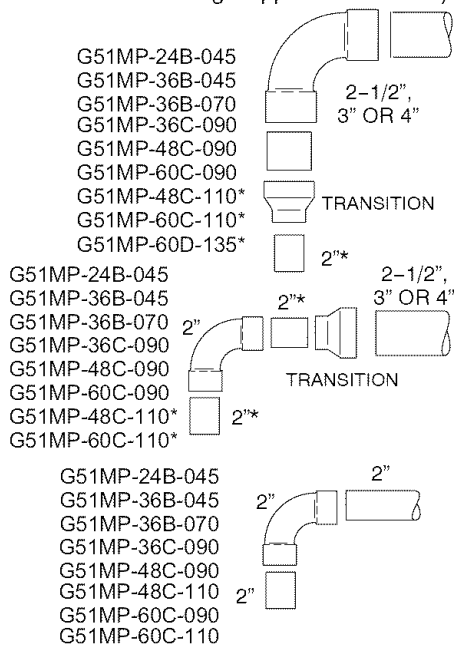 G51MP-24B-045
G51MP-36B-045
G51MP-36B-070
G51MP-36C-090
G51MP-48C-090
G51MP-60C-090
G51MP-48C-110*
G51MP-60C-110*
G51MP-60D-135*
2-1/2",
3" OR 4"
TRANSITION
2"*
G51MP-24B-045
G51MP-36B-045
G51MP-36B-070
G51MP-36C-090
G51MP-48C-090
G51MP-60C-090
G51MP-48C-110*
G51MP-60C-110*
2"
2"*
2"*
2-1/2",
3" OR 4"
TRANSITION
G51MP-24B-045
G51MP-36B-045
G51MP-36B-070
G51MP-36C-090
G51MP-48C-090
G51MP-48C-110
G51MP-60C-090
G51MP-60C-110
2"
2"
2"